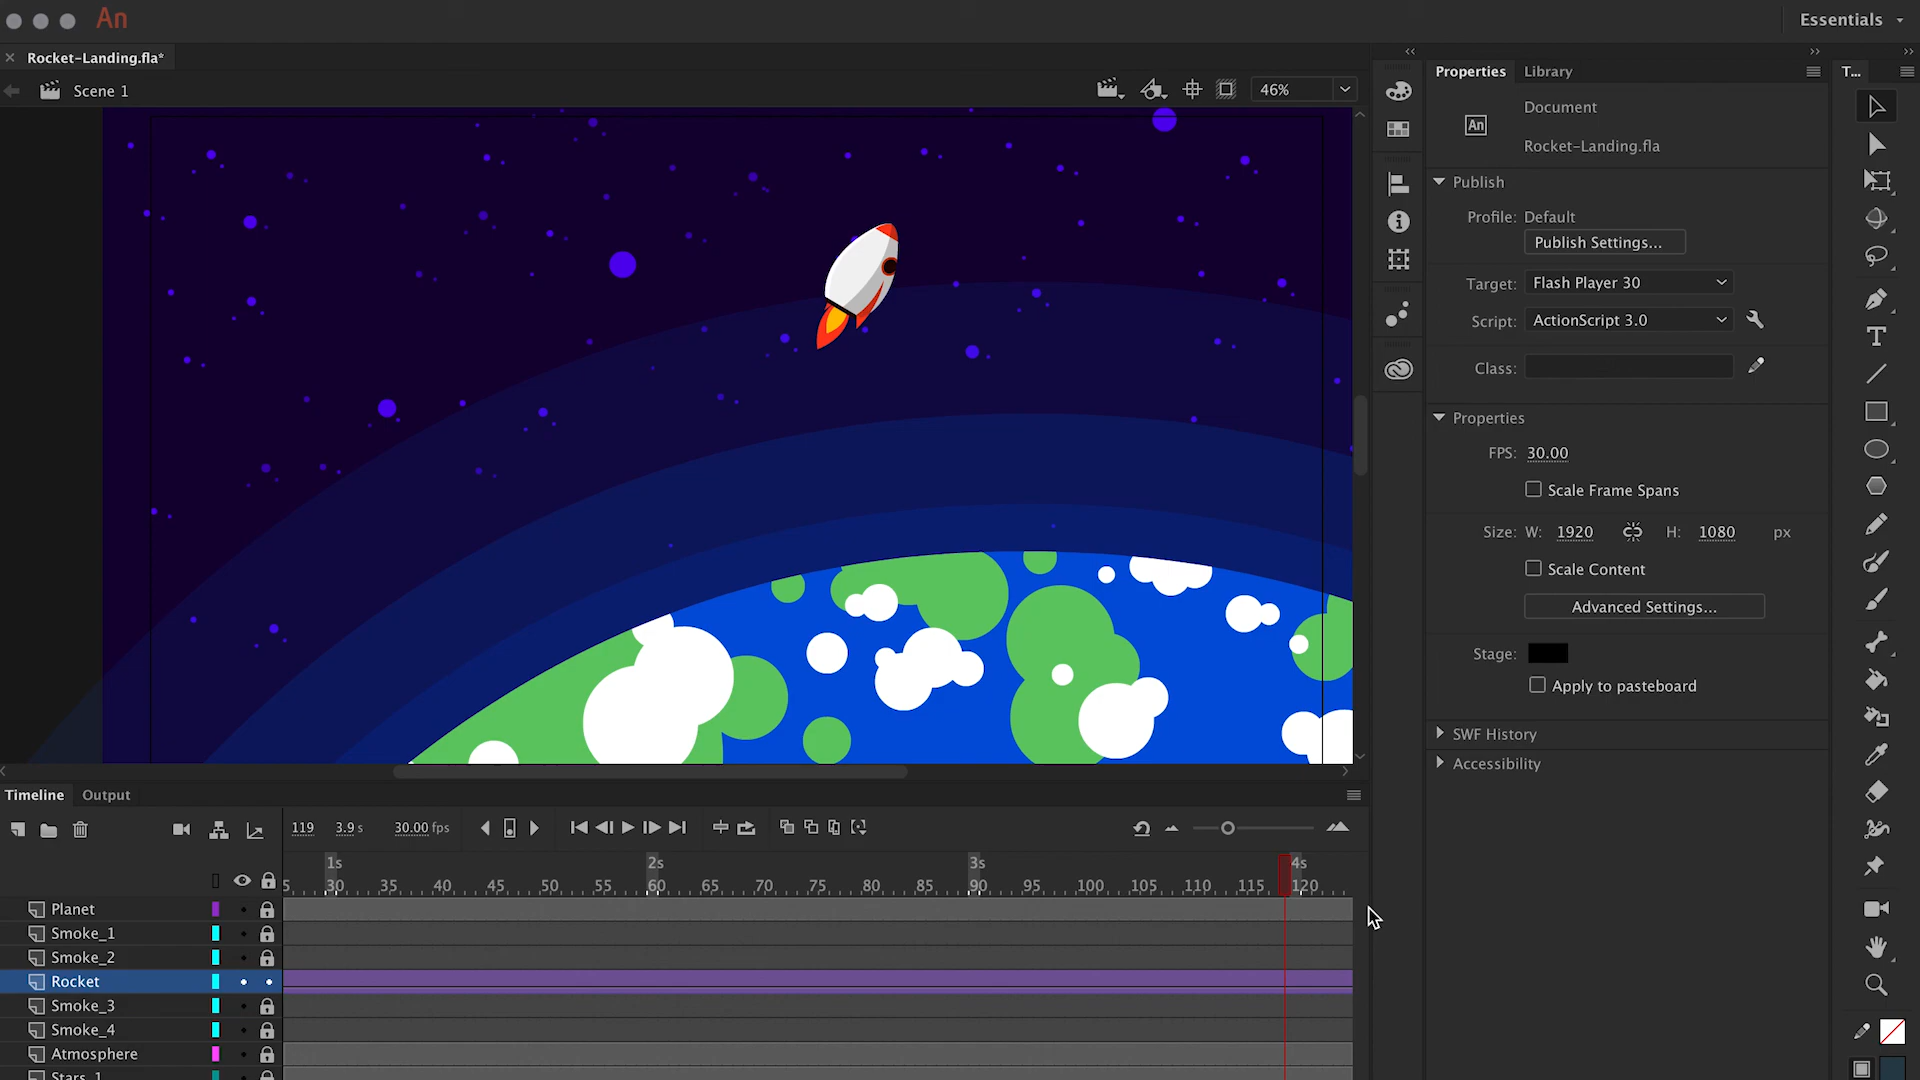 An
Essentials
Rocket-Landing.fla*
Scene 1
46%
Properties Library
T...
Document
An
Rocket-Landing.fla
Publish
Profile: Default
Publish Settings...
Target: Flash Player 30
Script: ActionScript 3.0
Class:
Properties
FPS: 30.00
Scale Frame Spans
Size: W: 1920 H: 1080 px
Scale Content
Advanced Settings...
Stage:
Apply to pasteboard
SWF History
Accessibility
Timeline Output
119 3.9 s 30.00 fps
1s 2s 3s 4s
5 30 35 40 45 50 55 60 65 70 75 80 85 90 95 100 105 110 115 120
Planet
Smoke_1
Smoke_2
Rocket
Smoke_3
Smoke_4
Atmosphere
Stars_1